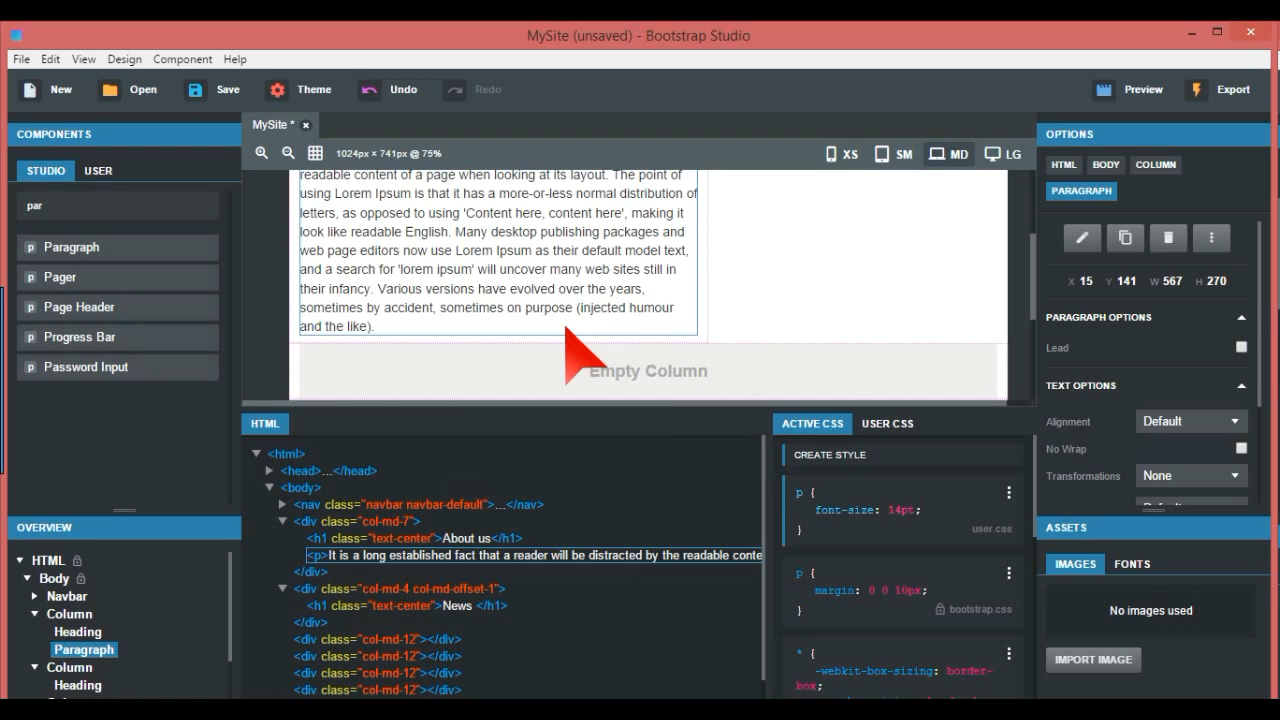 MySite (unsaved) - Bootstrap Studio
File Edit View Design Component Help
New Open Save Theme Undo Redo Preview Export
COMPONENTS
STUDIO USER
par
p Paragraph
p Pager
p Page Header
p Progress Bar
p Password Input
OVERVIEW
HTML
Body
Navbar
Column
Heading
Paragraph
Column
Heading
MySite *
1024px × 741px @ 75%
XS SM MD LG
readable content of a page when looking at its layout. The point of
using Lorem Ipsum is that it has a more-or-less normal distribution of
letters, as opposed to using 'Content here, content here', making it
look like readable English. Many desktop publishing packages and
web page editors now use Lorem Ipsum as their default model text,
and a search for 'lorem ipsum' will uncover many web sites still in
their infancy. Various versions have evolved over the years,
sometimes by accident, sometimes on purpose (injected humour
and the like).
Empty Column
HTML
<html>
<head>...</head>
<body>
<nav class="navbar navbar-default">...</nav>
<div class="col-md-7">
<h1 class="text-center">About us</h1>
<p>It is a long established fact that a reader will be distracted by the readable conte
</div>
<div class="col-md-4 col-md-offset-1">
<h1 class="text-center">News </h1>
</div>
<div class="col-md-12"></div>
<div class="col-md-12"></div>
<div class="col-md-12"></div>
<div class="col-md-12"></div>
ACTIVE CSS USER CSS
CREATE STYLE
p {
font-size: 14pt;
}
user.css
p {
margin: 0 0 10px;
}
bootstrap.css
* {
-webkit-box-sizing: border-
box;
OPTIONS
HTML BODY COLUMN
PARAGRAPH
X 15 Y 141 W 567 H 270
PARAGRAPH OPTIONS
Lead
TEXT OPTIONS
Alignment Default
No Wrap
Transformations None
ASSETS
IMAGES FONTS
No images used
IMPORT IMAGE